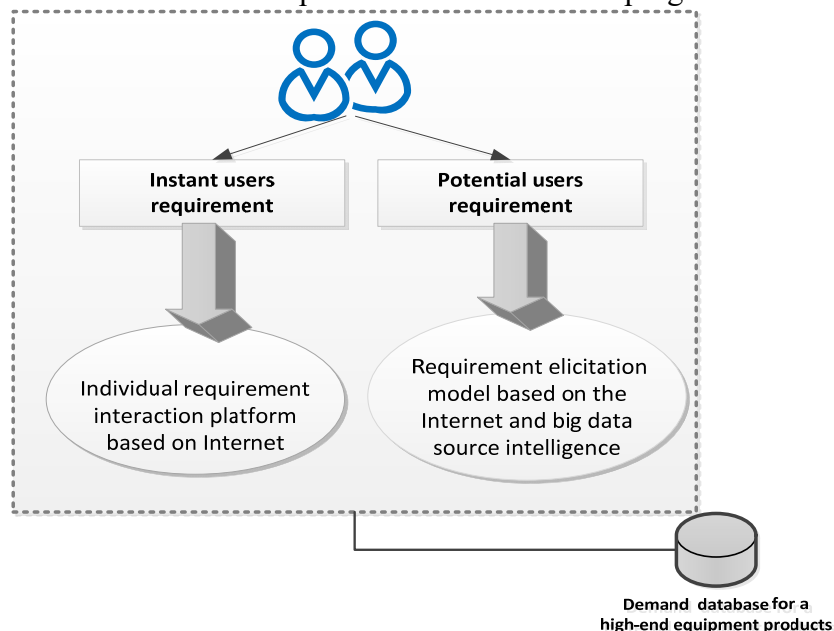 Instant users
requirement
Potential users
requirement
Individual requirement
interaction platform
based on Internet
Requirement elicitation
model based on the
Internet and big data
source intelligence
Demand database for a
high-end equipment products